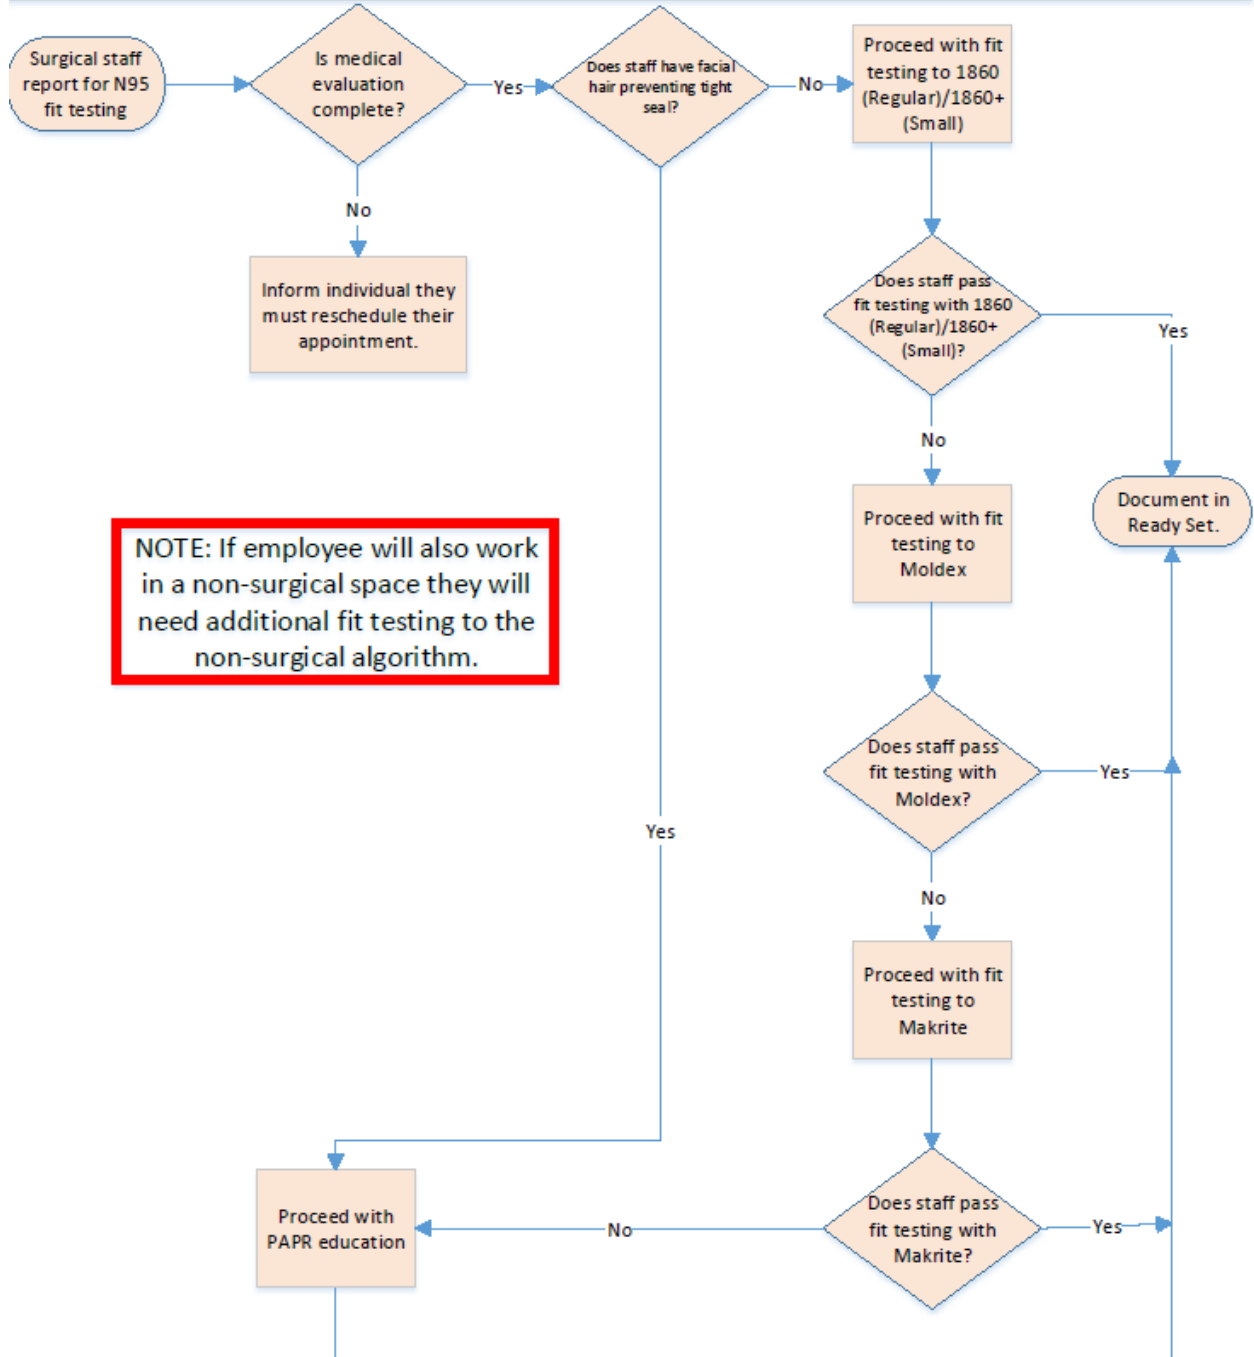 Surgical staff
report for N95
fit testing
Is medical
evaluation
complete?
Yes
Does staff have facial
hair preventing tight
seal?
No
Proceed with fit
testing to 1860
(Regular)/1860+
(Small)
No
Inform individual they
must reschedule their
appointment.
Does staff pass
fit testing with 1860
(Regular)/1860+
(Small)?
Yes
No
Document in
Ready Set.
Proceed with fit
testing to
Moldex
NOTE: If employee will also work
in a non-surgical space they will
need additional fit testing to the
non-surgical algorithm.
Does staff pass
fit testing with
Moldex?
Yes
Yes
No
Proceed with fit
testing to
Makrite
Does staff pass
fit testing with
Makrite?
Yes
No
Proceed with
PAPR education